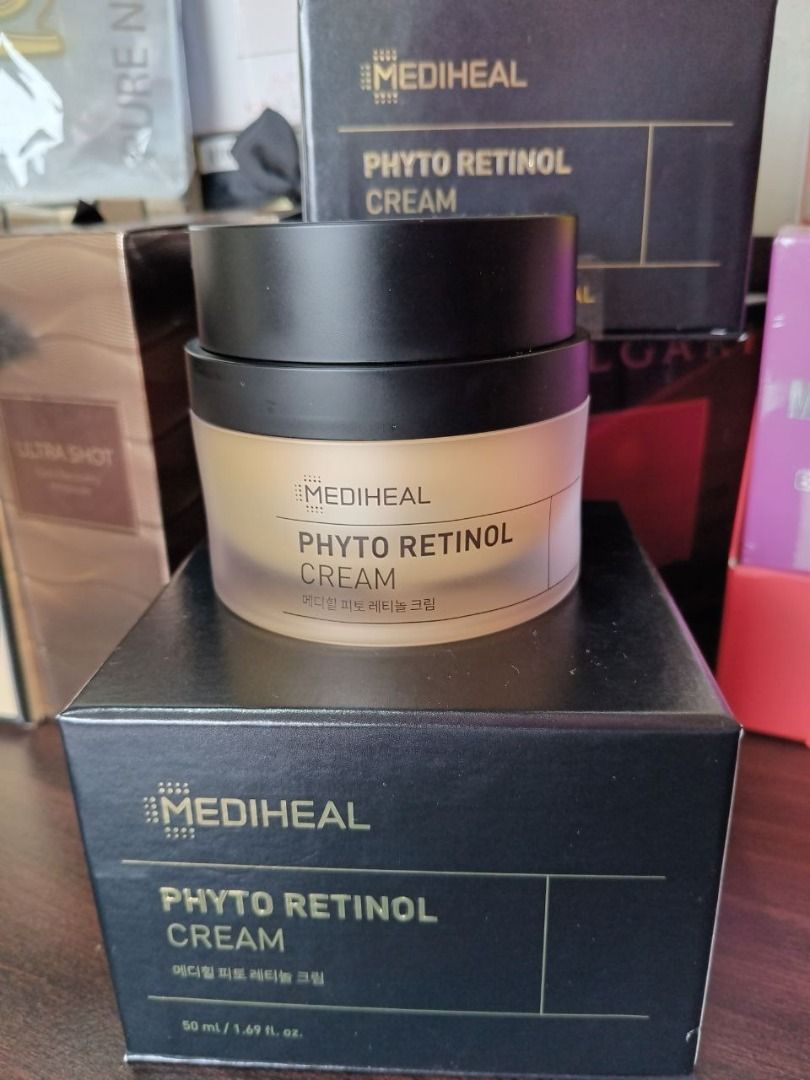 MEDIHEAL
PHYTO RETINOL
CREAM
ULTRA SHOT
MEDIHEAL
PHYTO RETINOL
CREAM
메디힐 피토 레티놀 크림
MEDIHEAL
PHYTO RETINOL
CREAM
메디힐 피토 레티놀 크림
50 ml / 1.69 fl. oz.